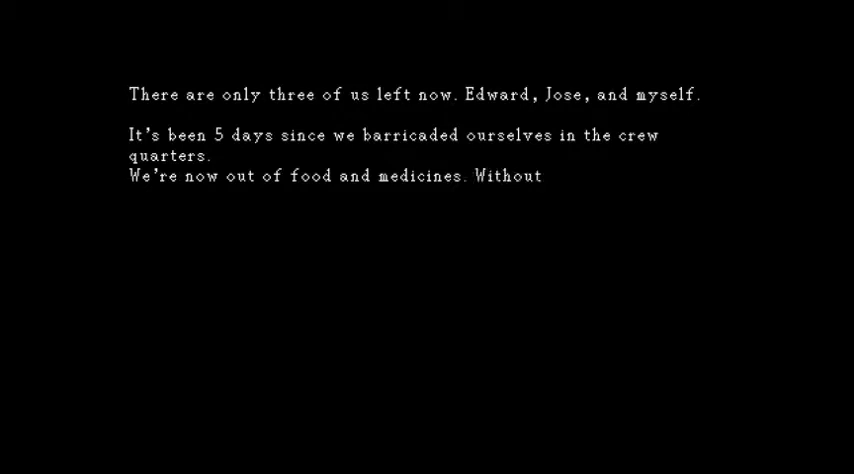 There are only three of us left now. Edward, Jose, and myself.
It's been 5 days since we barricaded ourselves in the crew
quarters.
We're now out of food and medicines. Without